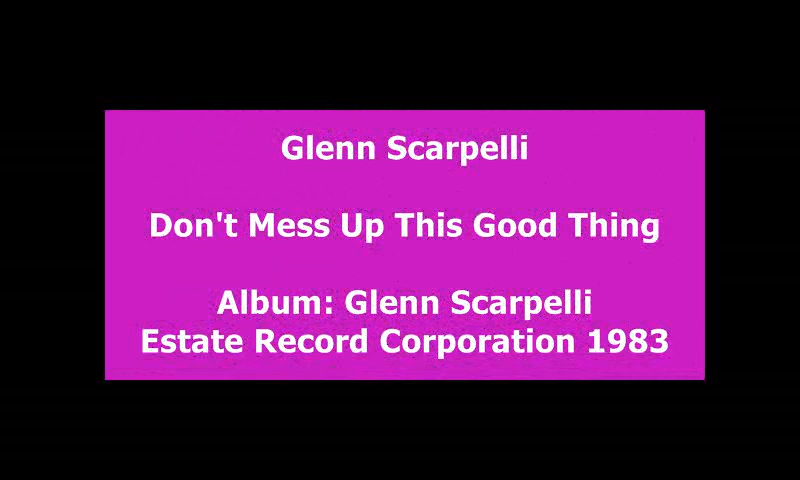 Glenn Scarpelli
Don't Mess Up This Good Thing
Album: Glenn Scarpelli
Estate Record Corporation 1983